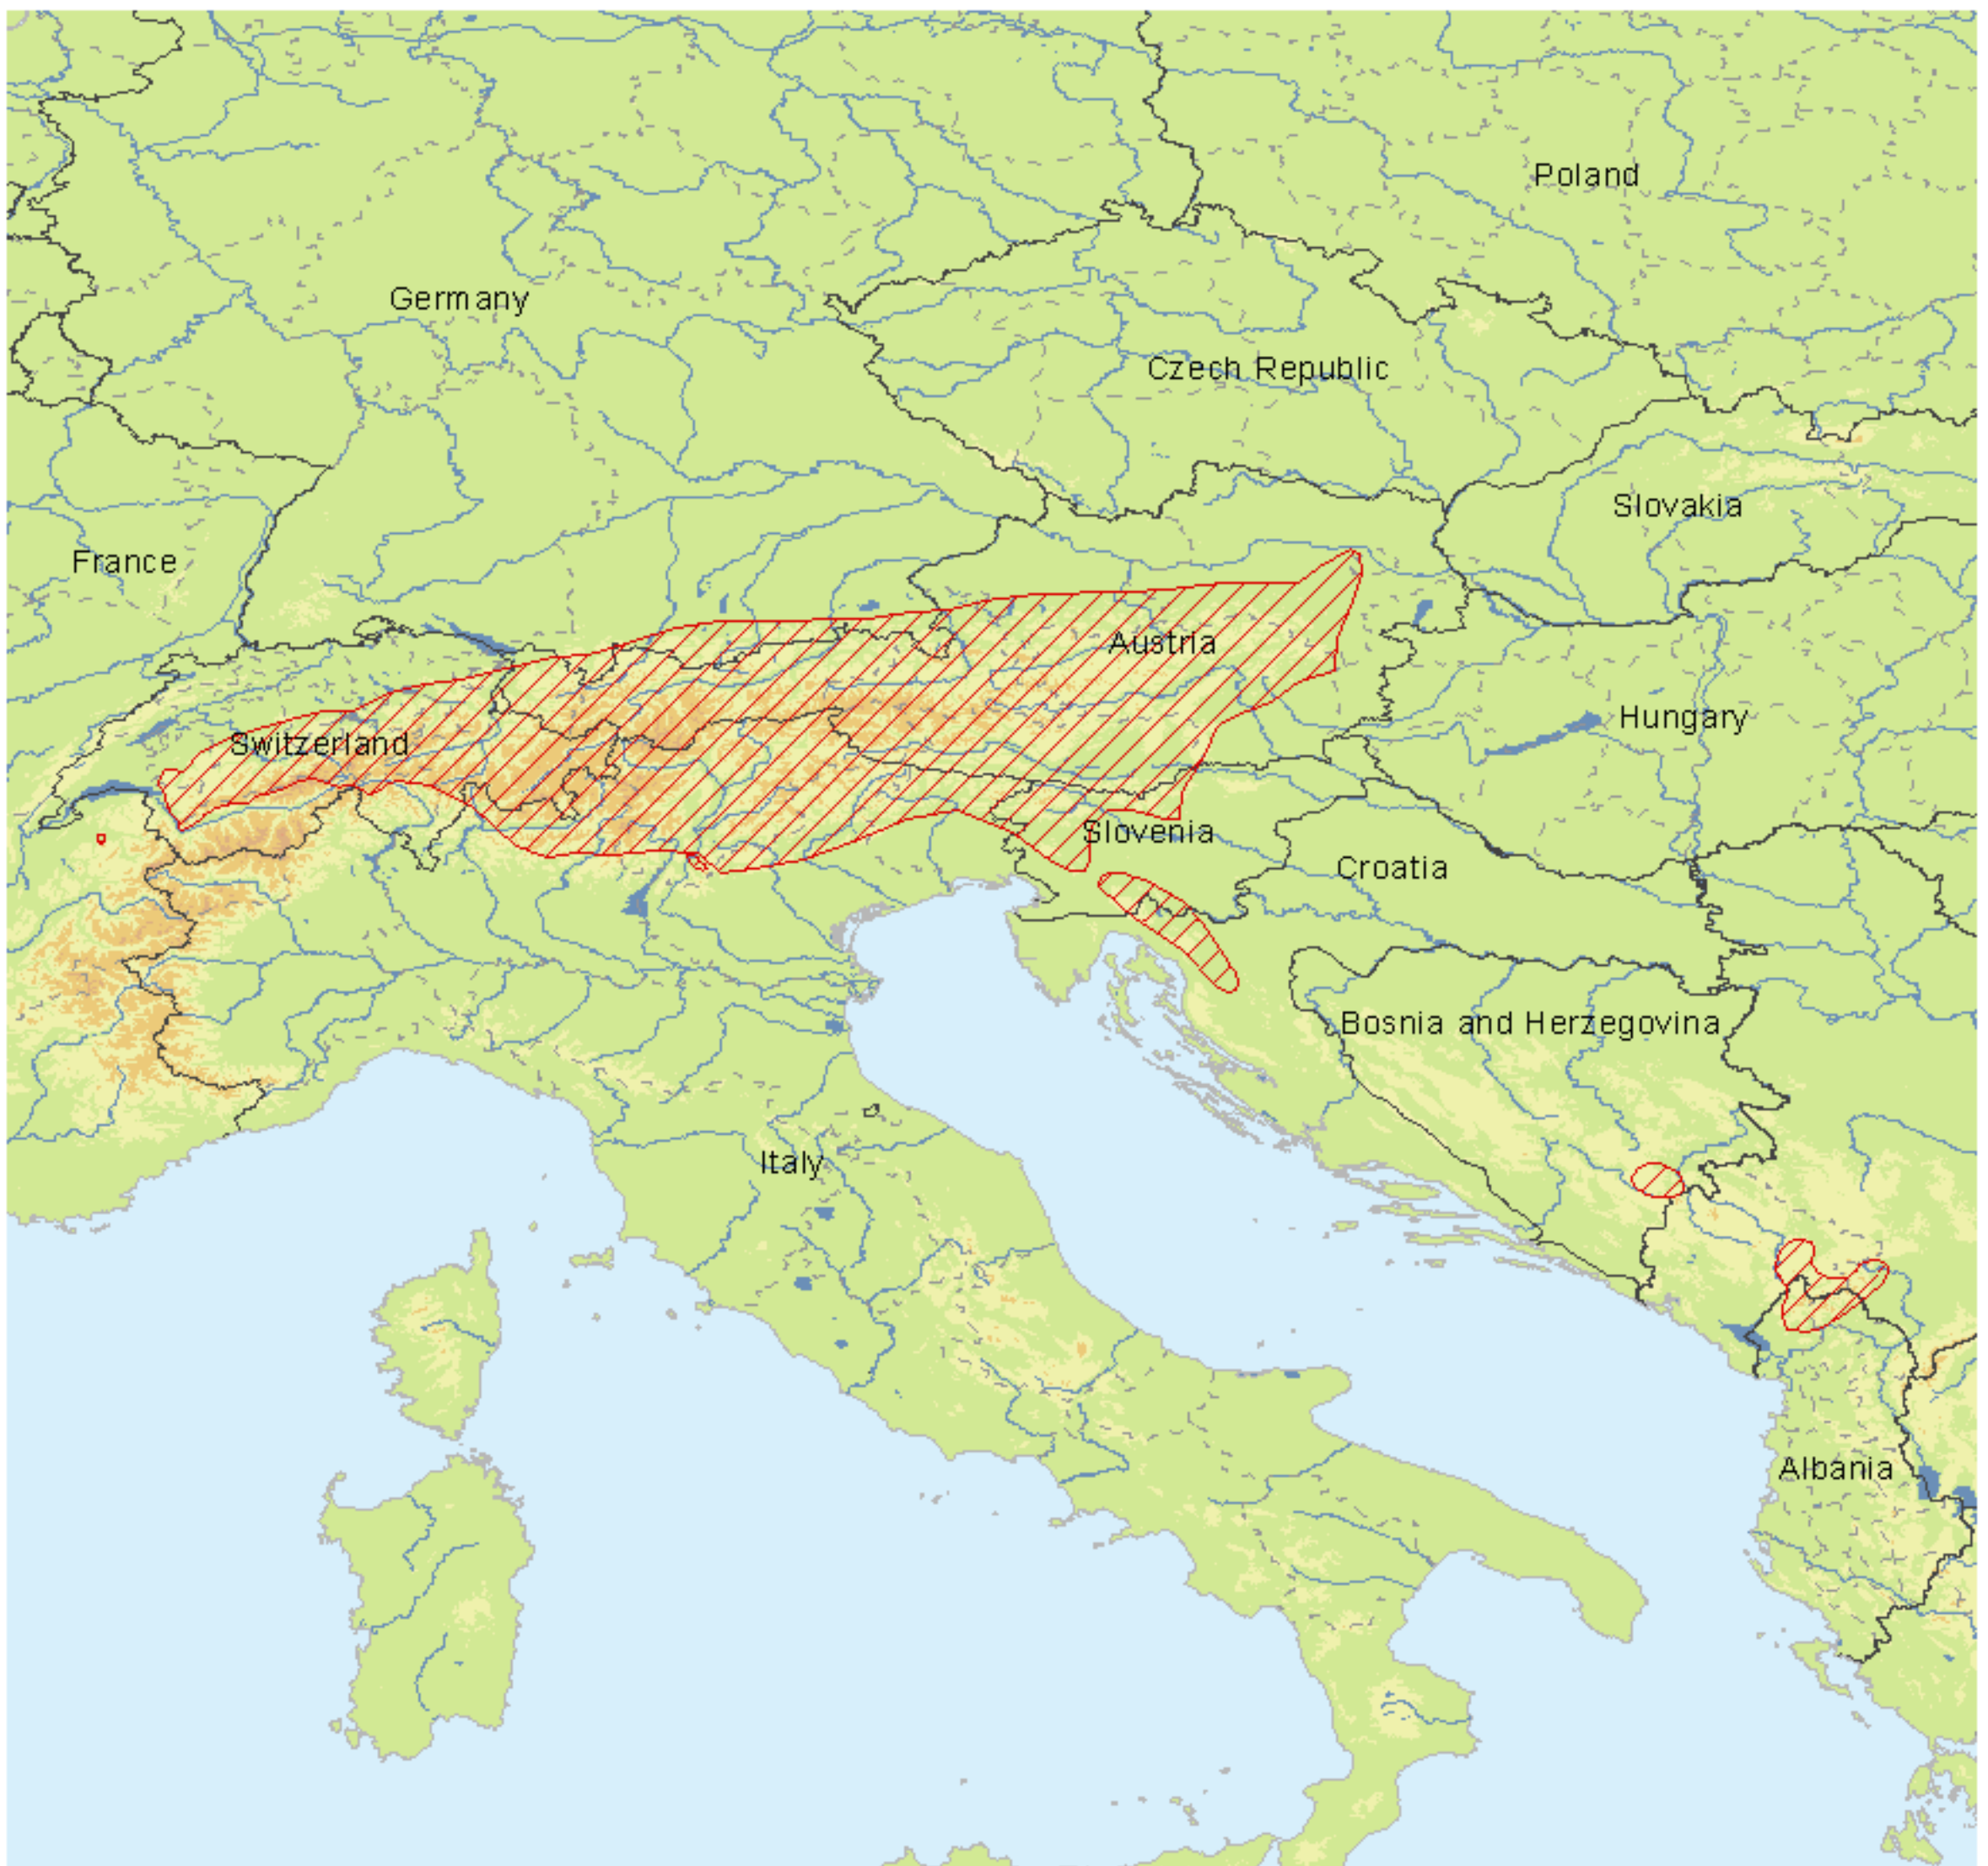 Poland
Germany
Czech Republic
Slovakia
France
Austria
Hungary
Switzerland
Slovenia
Croatia
Bosnia and Herzegovina
Italy
Albania